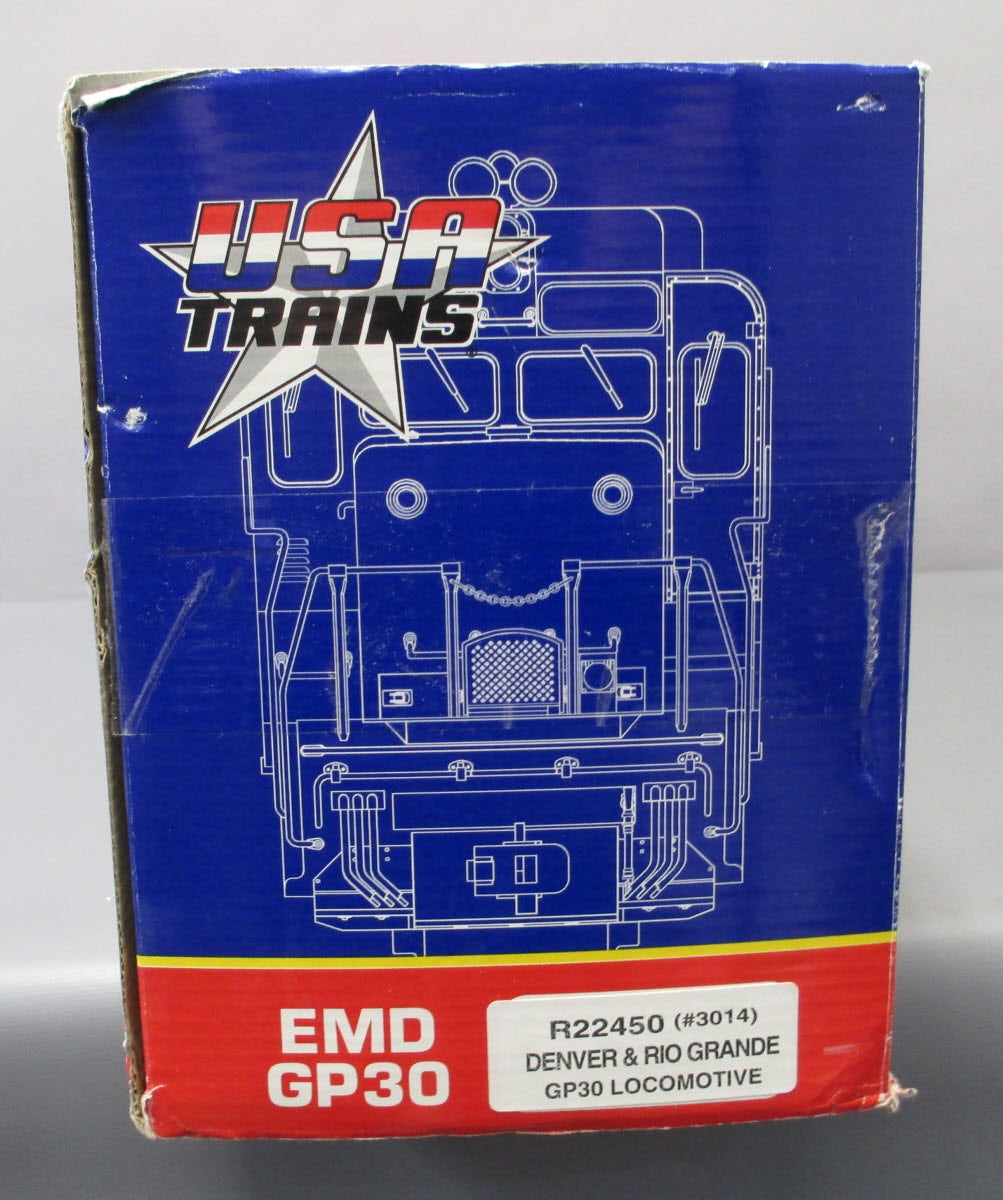 USA
TRAINS
EMD
GP30
R22450 (#3014)
DENVER & RIO GRANDE
GP30 LOCOMOTIVE